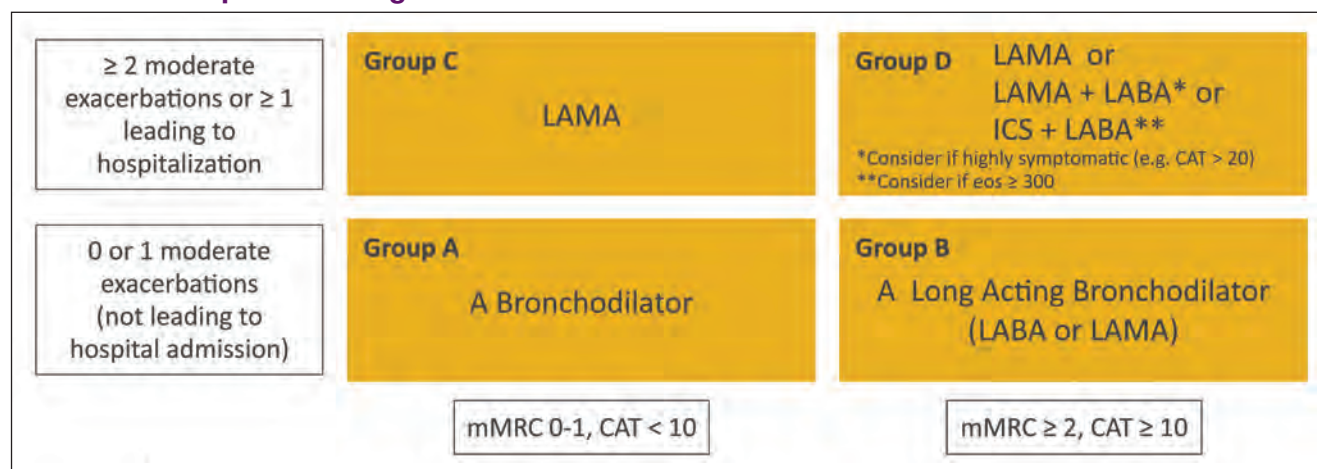 ≥ 2 moderate
exacerbations or ≥ 1
leading to
hospitalization
Group C
LAMA
Group D
LAMA or
LAMA + LABA* or
ICS + LABA**
*Consider if highly symptomatic (e.g. CAT > 20)
**Consider if eos ≥ 300
0 or 1 moderate
exacerbations
(not leading to
hospital admission)
Group A
A Bronchodilator
Group B
A Long Acting Bronchodilator
(LABA or LAMA)
mMRC 0-1, CAT < 10
mMRC ≥ 2, CAT ≥ 10